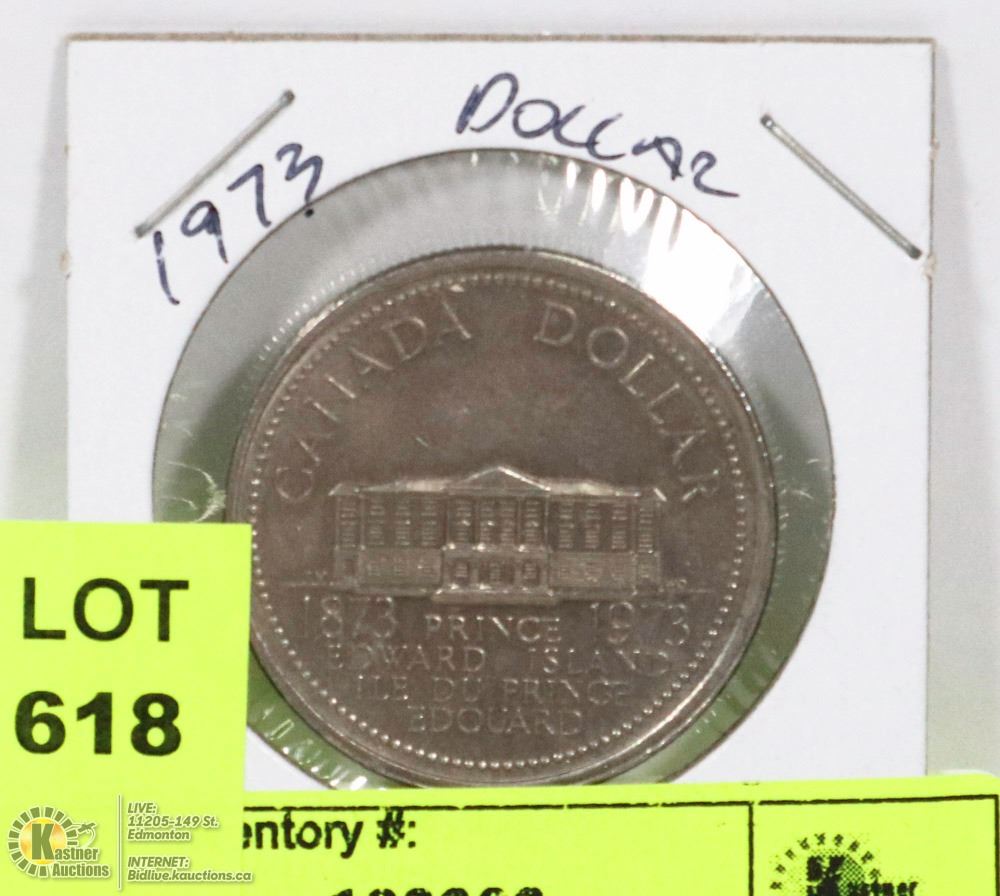 1973 DOLLAR
CANADA DOLLAR
1873 PRINCE 1973
EDWARD ISLAND
ILE DU PRINCE
EDOUARD
LOT
618
entory #:
Kastner
Auctions
LIVE:
11205-149 St.
Edmonton
INTERNET:
Bidlive.kauctions.ca